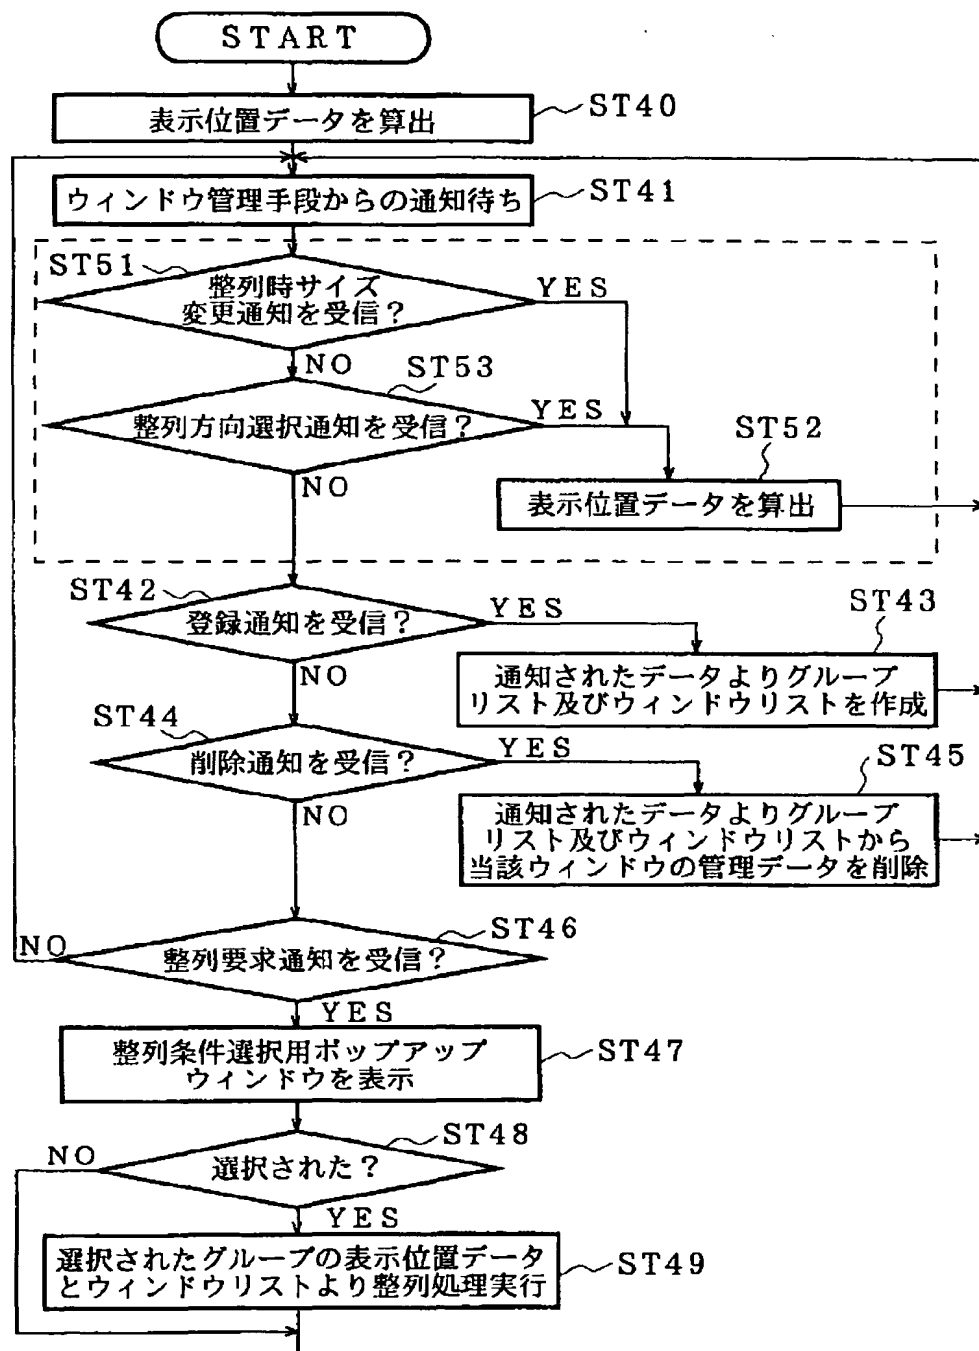 START
表示位置データを算出
ST40
ウィンドウ管理手段からの通知待ち
ST41
ST51
整列時サイズ
変更通知を受信?
YES
NO
ST53
整列方向選択通知を受信?
YES
NO
ST52
表示位置データを算出
ST42
登録通知を受信?
YES
NO
ST43
通知されたデータよりグループ
リスト及びウィンドウリストを作成
ST44
削除通知を受信?
YES
NO
ST45
通知されたデータよりグループ
リスト及びウィンドウリストから
当該ウィンドウの管理データを削除
ST46
整列要求通知を受信?
NO
YES
整列条件選択用ポップアップ
ウィンドウを表示
ST47
ST48
選択された?
NO
YES
選択されたグループの表示位置データ
とウィンドウリストより整列処理実行
ST49